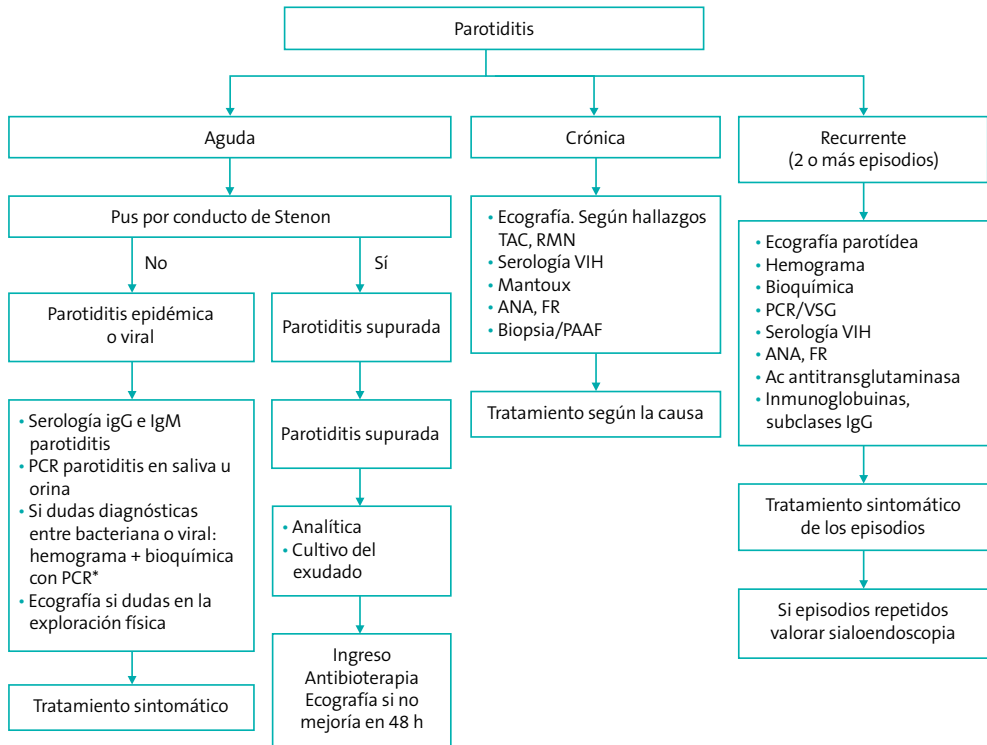 Parotiditis
Aguda
Pus por conducto de Stenon
No
Sí
Parotiditis epidémica
o viral
• Serología igG e IgM
parotiditis
• PCR parotiditis en saliva u
orina
• Si dudas diagnósticas
entre bacteriana o viral:
hemograma + bioquímica
con PCR*
• Ecografía si dudas en la
exploración física
Tratamiento sintomático
Parotiditis supurada
Parotiditis supurada
• Analítica
• Cultivo del
exudado
Ingreso
Antibioterapia
Ecografía si no
mejoría en 48 h
Crónica
• Ecografía. Según hallazgos
TAC, RMN
• Serología VIH
• Mantoux
• ANA, FR
• Biopsia/PAAF
Tratamiento según la causa
Recurrente
(2 o más episodios)
• Ecografía parotídea
• Hemograma
• Bioquímica
• PCR/VSG
• Serología VIH
• ANA, FR
• Ac antitransglutaminasa
• Inmunoglobuinas,
subclases IgG
Tratamiento sintomático
de los episodios
Si episodios repetidos
valorar sialoendoscopia